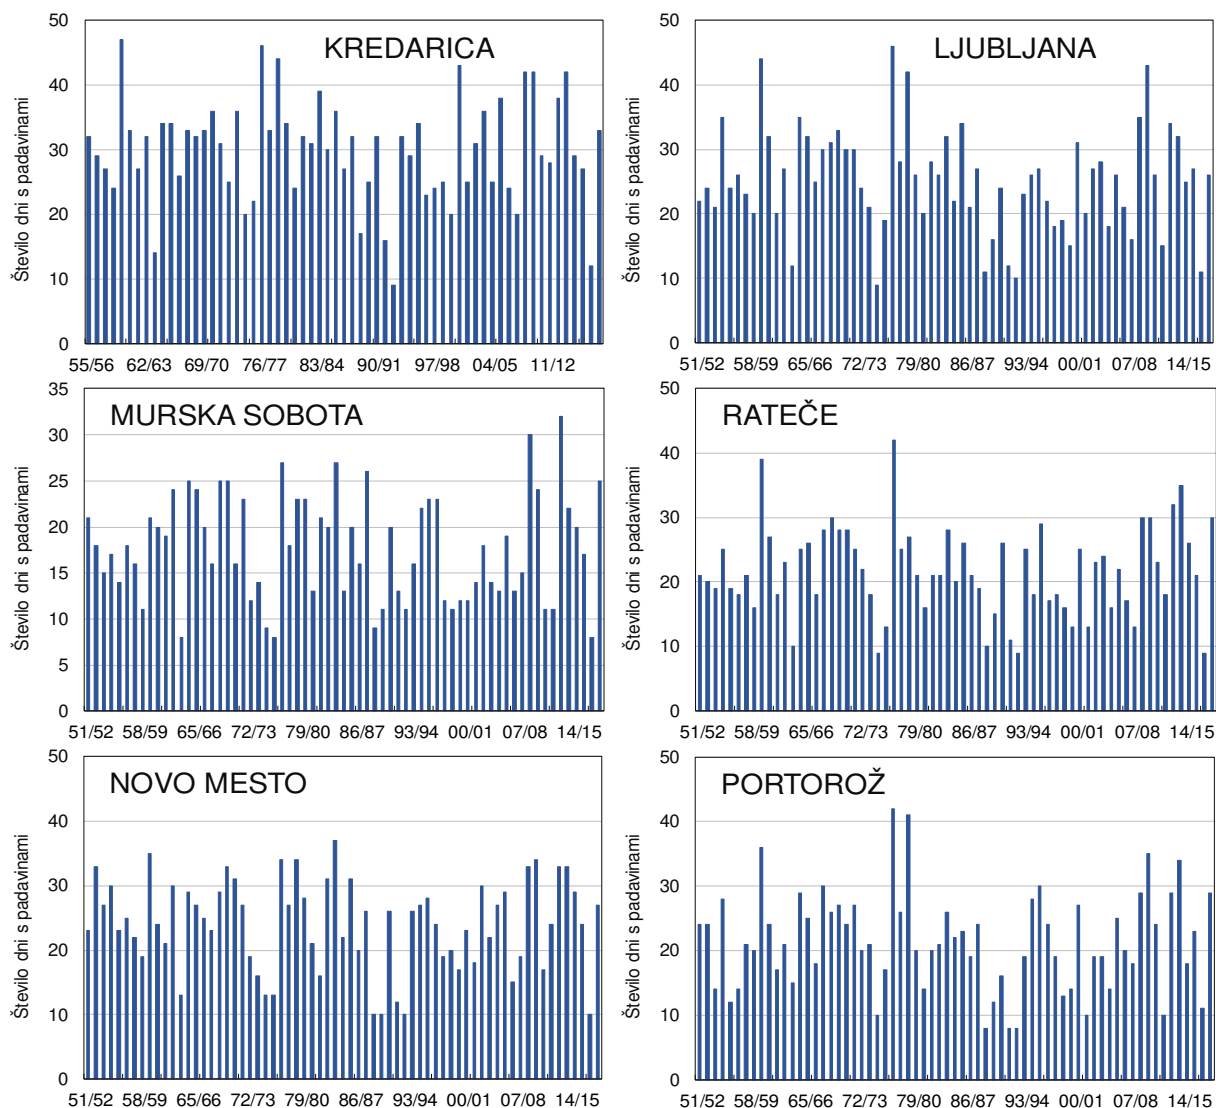 KREDARICA
Število dni s padavinami
50
40
30
20
10
0
55/56 62/63 69/70 76/77 83/84 90/91 97/98 04/05 11/12
LJUBLJANA
Število dni s padavinami
50
40
30
20
10
0
51/52 58/59 65/66 72/73 79/80 86/87 93/94 00/01 07/08 14/15
MURSKA SOBOTA
Število dni s padavinami
35
30
25
20
15
10
5
0
51/52 58/59 65/66 72/73 79/80 86/87 93/94 00/01 07/08 14/15
RATEČE
Število dni s padavinami
50
40
30
20
10
0
51/52 58/59 65/66 72/73 79/80 86/87 93/94 00/01 07/08 14/15
NOVO MESTO
Število dni s padavinami
50
40
30
20
10
0
51/52 58/59 65/66 72/73 79/80 86/87 93/94 00/01 07/08 14/15
PORTOROŽ
Število dni s padavinami
50
40
30
20
10
0
51/52 58/59 65/66 72/73 79/80 86/87 93/94 00/01 07/08 14/15